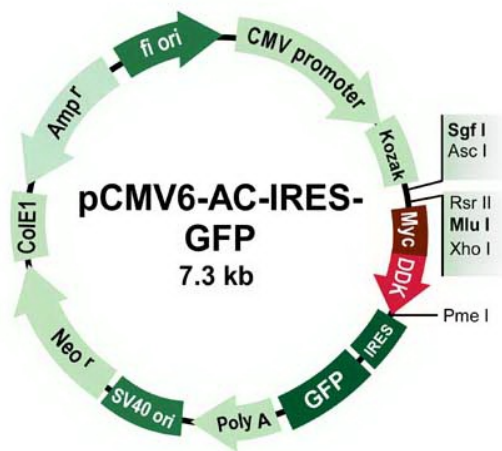 fi ori
CMV promoter
Kozak
Sgf I
Asc I
Rsr II
Mlu I
Xho I
Myc DDK
Pme I
IRES
GFP
Poly A
SV40 ori
Neo r
ColE1
Amp r
pCMV6-AC-IRES-
GFP
7.3 kb